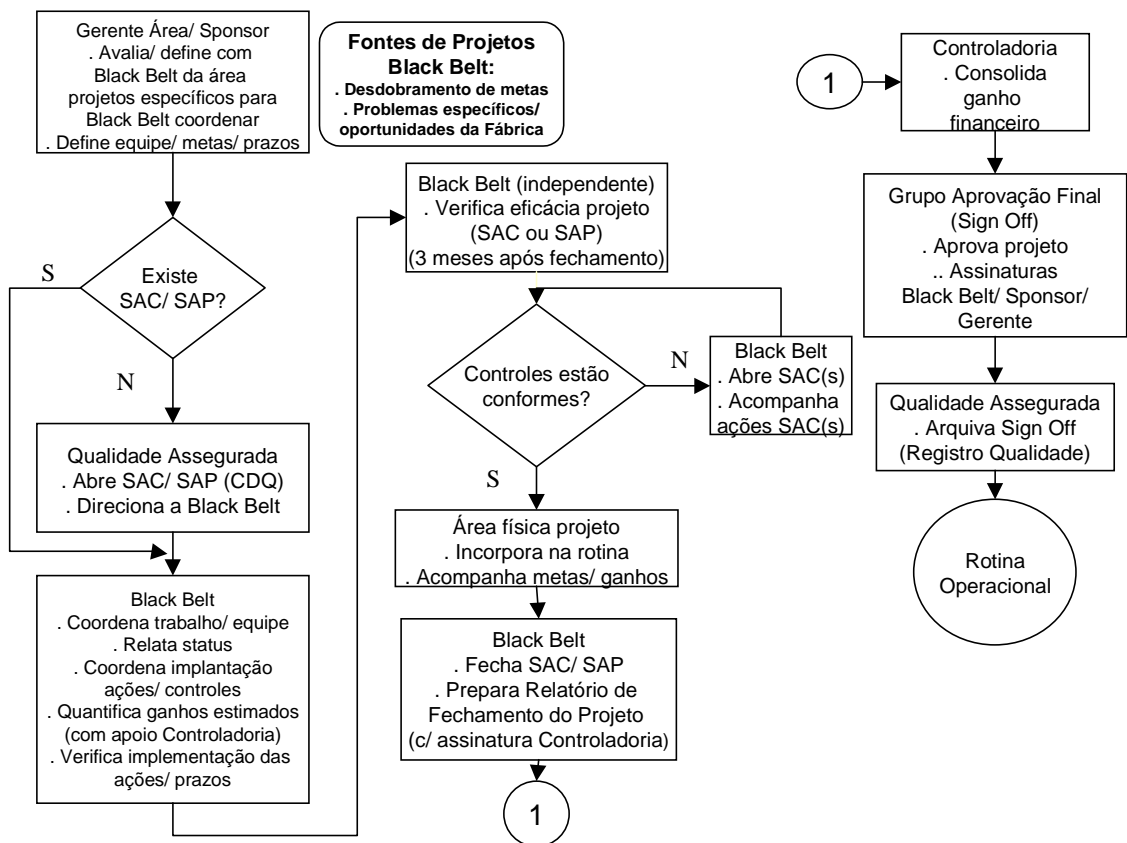 Gerente Área/ Sponsor
. Avalia/ define com
Black Belt da área
projetos específicos para
Black Belt coordenar
. Define equipe/ metas/ prazos
Existe
SAC/ SAP?
S
N
Qualidade Assegurada
. Abre SAC/ SAP (CDQ)
. Direciona a Black Belt
Black Belt
. Coordena trabalho/ equipe
. Relata status
. Coordena implantação
ações/ controles
. Quantifica ganhos estimados
(com apoio Controladoria)
. Verifica implementação das
ações/ prazos
Fontes de Projetos
Black Belt:
. Desdobramento de metas
. Problemas específicos/
oportunidades da Fábrica
Black Belt (independente)
. Verifica eficácia projeto
(SAC ou SAP)
(3 meses após fechamento)
Controles estão
conformes?
N
Black Belt
. Abre SAC(s)
. Acompanha
ações SAC(s)
S
Área física projeto
. Incorpora na rotina
. Acompanha metas/ ganhos
Black Belt
. Fecha SAC/ SAP
. Prepara Relatório de
Fechamento do Projeto
(c/ assinatura Controladoria)
1
1
Controladoria
. Consolida
ganho
financeiro
Grupo Aprovação Final
(Sign Off)
. Aprova projeto
.. Assinaturas
Black Belt/ Sponsor/
Gerente
Qualidade Assegurada
. Arquiva Sign Off
(Registro Qualidade)
Rotina
Operacional